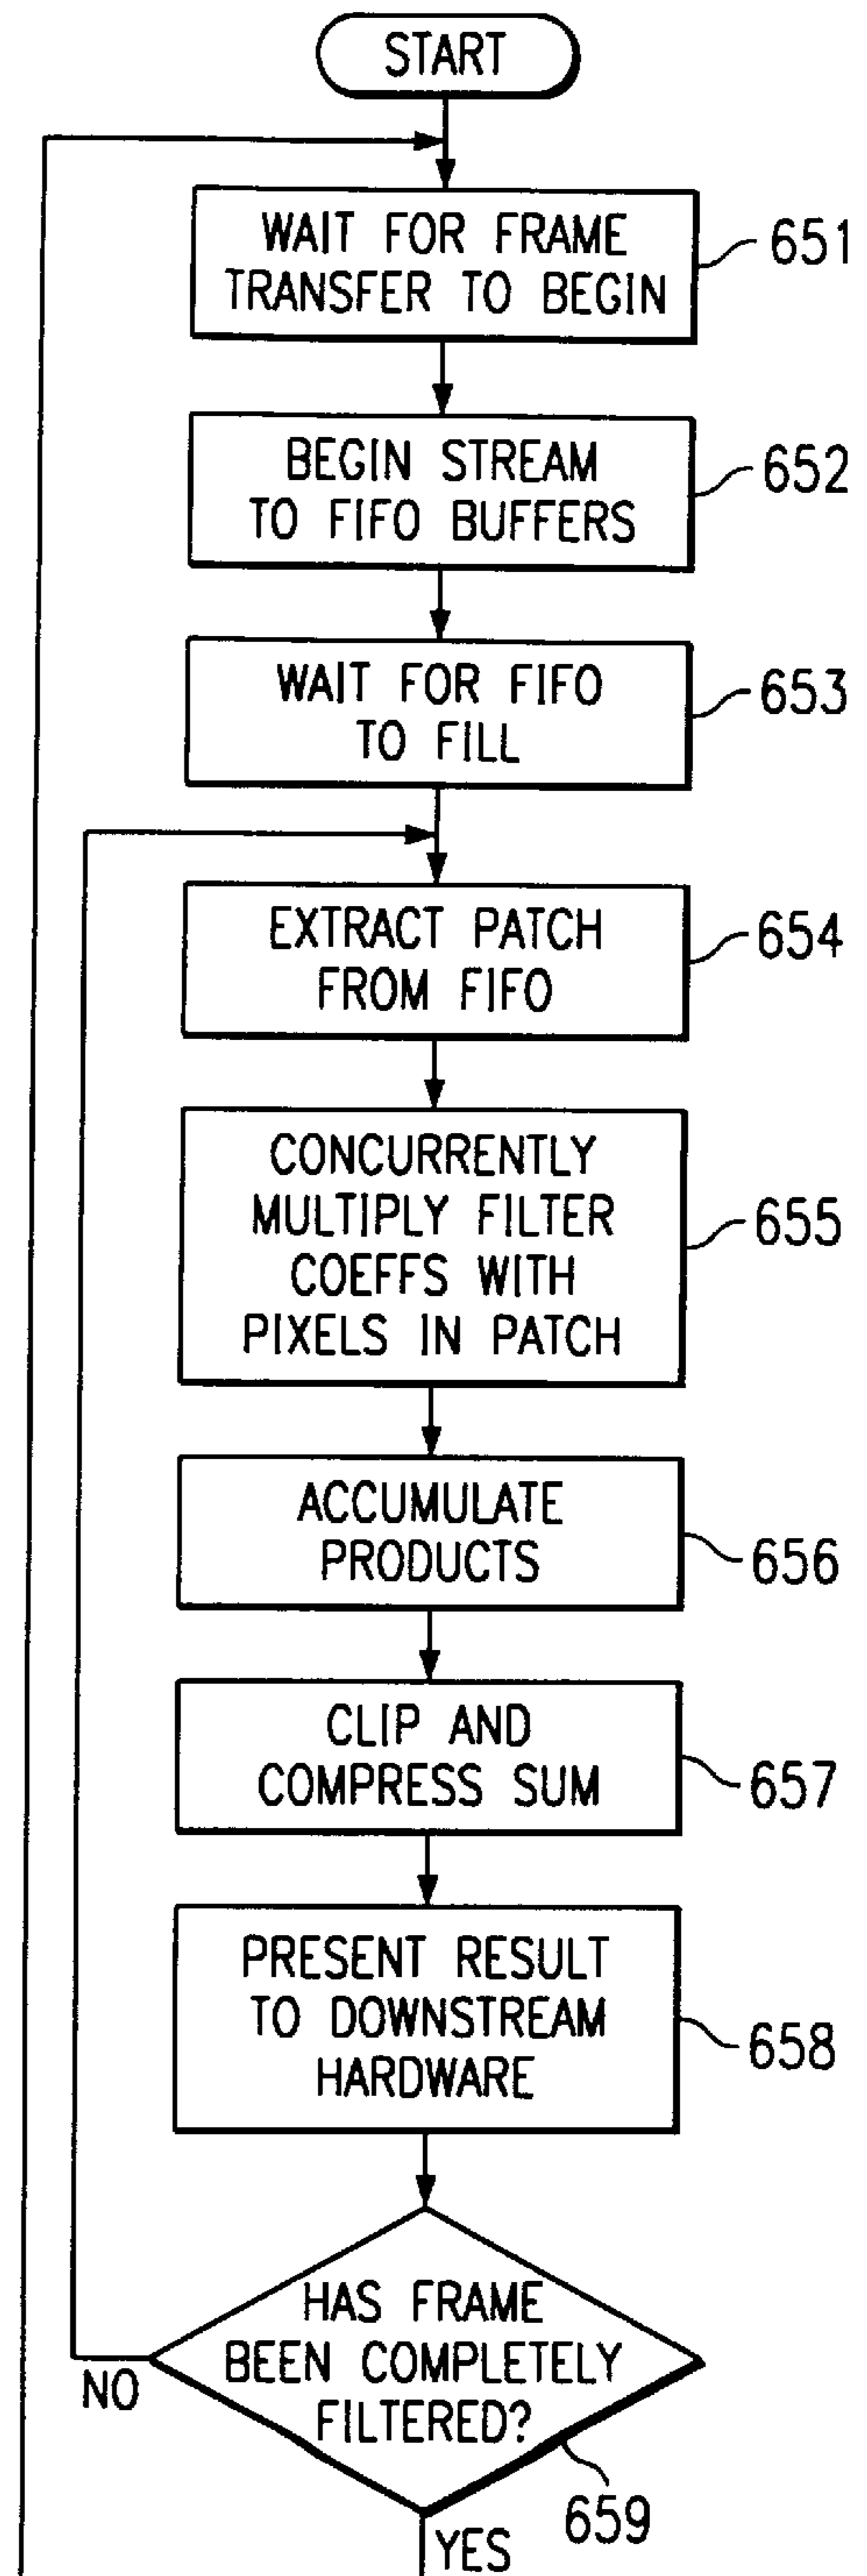 START
WAIT FOR FRAME
TRANSFER TO BEGIN
651
BEGIN STREAM
TO FIFO BUFFERS
652
WAIT FOR FIFO
TO FILL
653
EXTRACT PATCH
FROM FIFO
654
CONCURRENTLY
MULTIPLY FILTER
COEFFS WITH
PIXELS IN PATCH
655
ACCUMULATE
PRODUCTS
656
CLIP AND
COMPRESS SUM
657
PRESENT RESULT
TO DOWNSTREAM
HARDWARE
658
HAS FRAME
BEEN COMPLETELY
FILTERED?
NO
659
YES